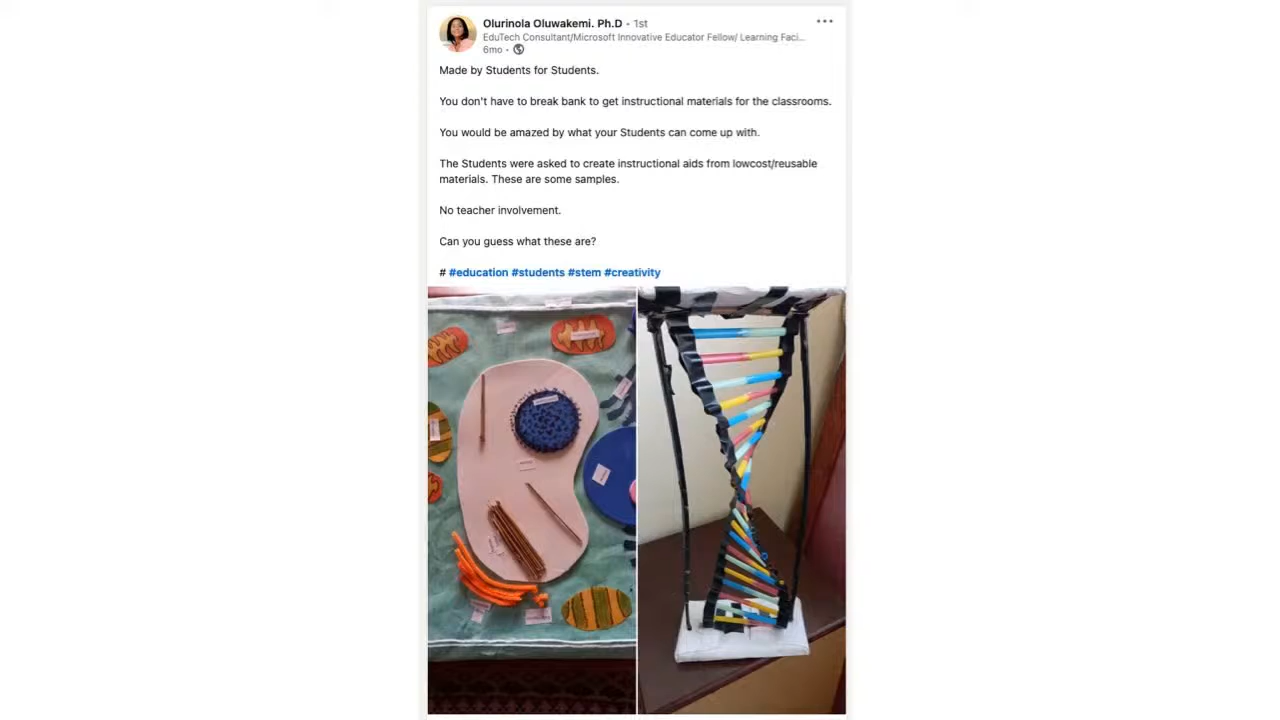 Olurinola Oluwakemi. Ph.D • 1st
EduTech Consultant/Microsoft Innovative Educator Fellow/ Learning Faci...
6mo •
Made by Students for Students.
You don't have to break bank to get instructional materials for the classrooms.
You would be amazed by what your Students can come up with.
The Students were asked to create instructional aids from lowcost/reusable
materials. These are some samples.
No teacher involvement.
Can you guess what these are?
# #education #students #stem #creativity